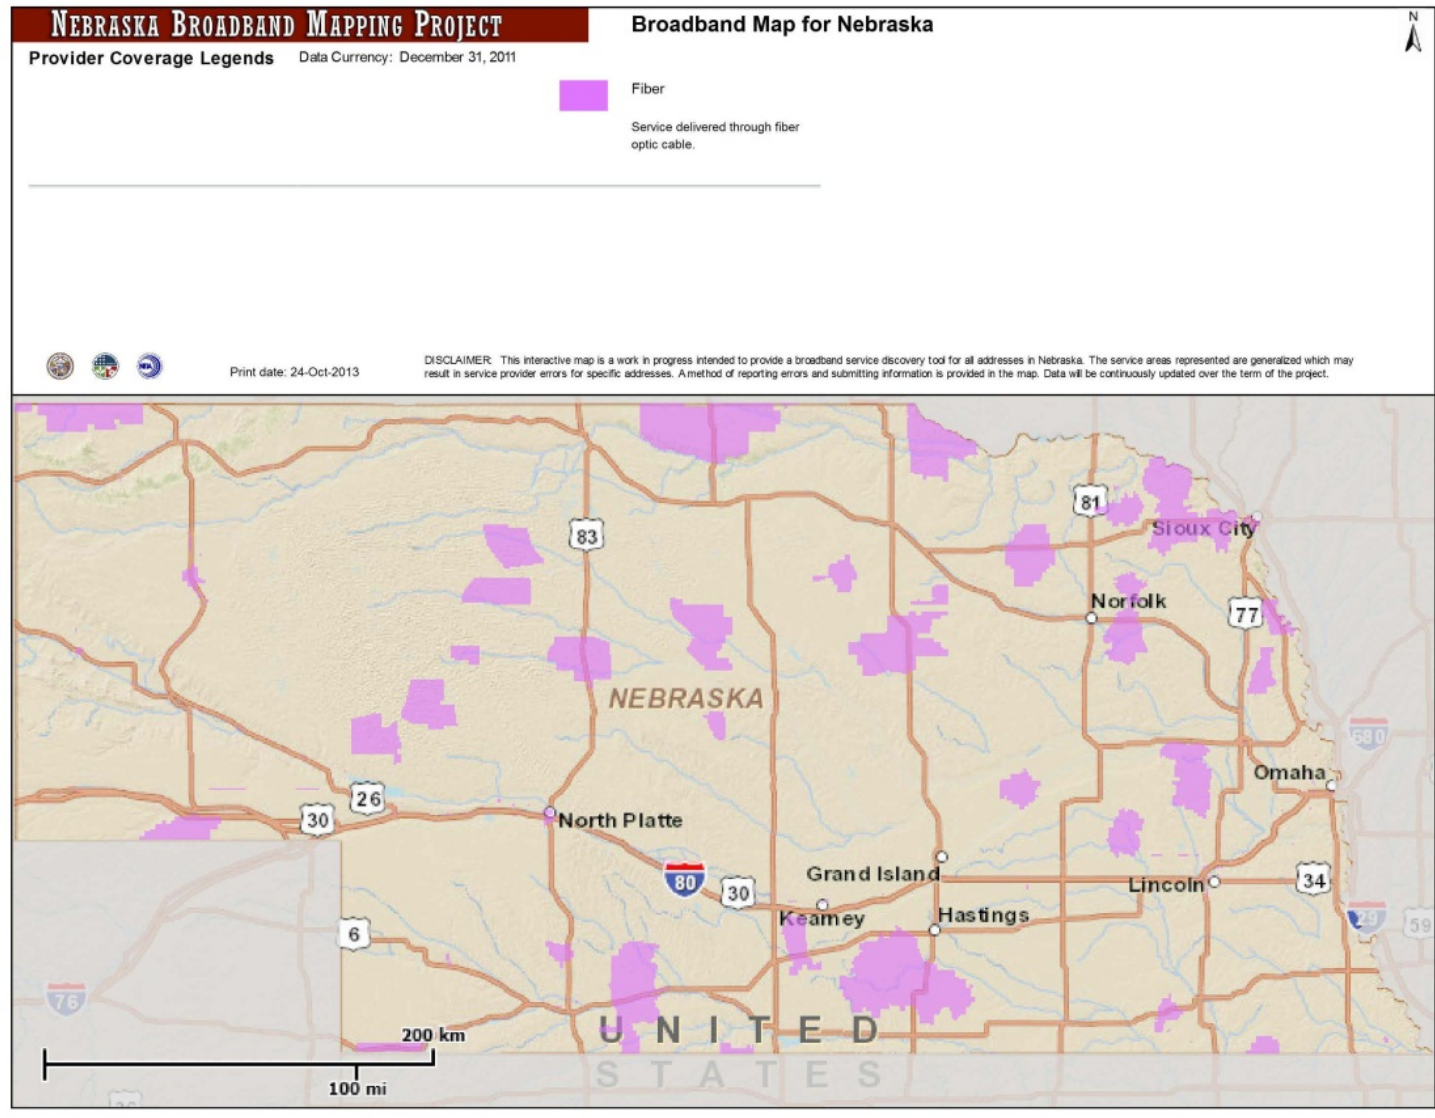 NEBRASKA BROADBAND MAPPING PROJECT
Broadband Map for Nebraska
N
Provider Coverage Legends
Data Currency: December 31, 2011
Fiber
Service delivered through fiber
optic cable.
Print date: 24-Oct-2013
DISCLAIMER: This interactive map is a work in progress intended to provide a broadband service discovery tool for all addresses in Nebraska. The service areas represented are generalized which may
result in service provider errors for specific addresses. A method of reporting errors and submitting information is provided in the map. Data will be continuously updated over the term of the project.
81
Sioux City
83
Norfolk
77
NEBRASKA
680
Omaha
26
30
North Platte
Grand Island
80
30
Lincoln
34
Kearney
Hastings
29
59
6
76
200 km
UNITED
STATES
100 mi